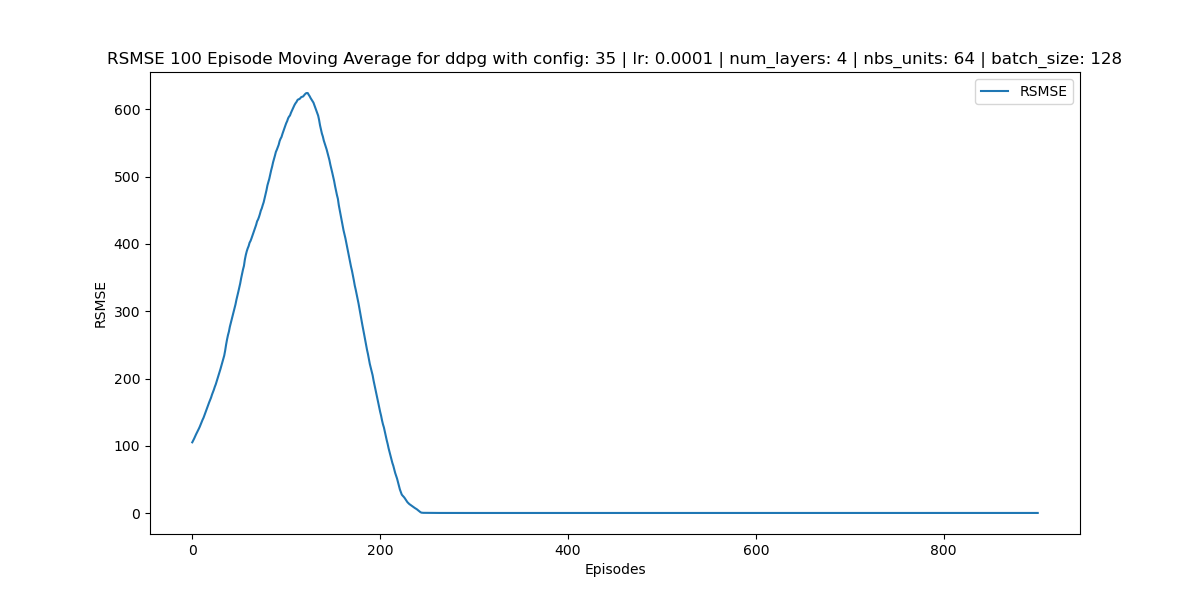 RSMSE 100 Episode Moving Average for ddpg with config: 35 | lr: 0.0001 | num_layers: 4 | nbs_units: 64 | batch_size: 128
RSMSE
600
500
400
300
200
100
0
RSMSE
0 200 400 600 800
Episodes